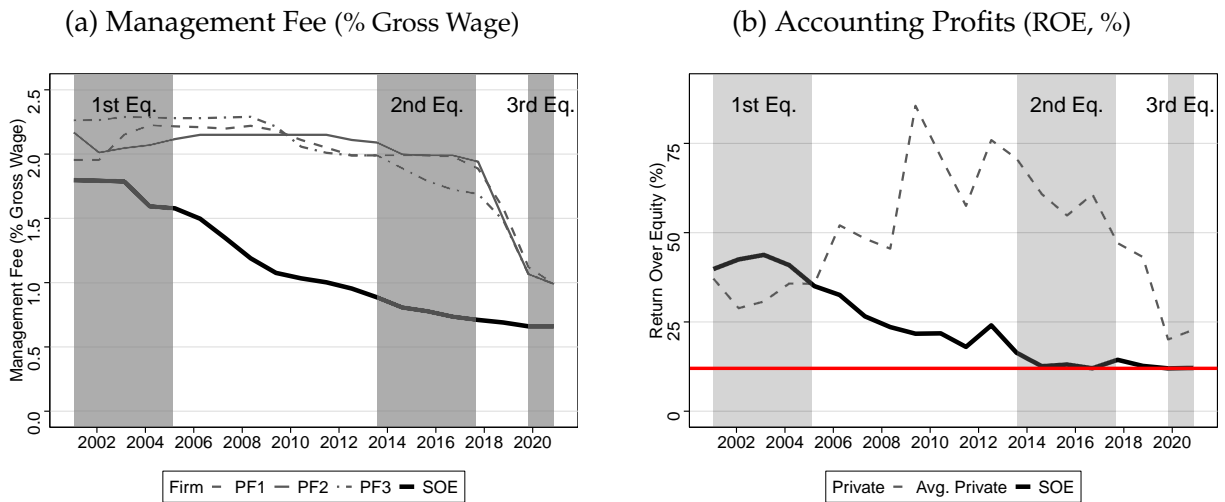 (a) Management Fee (% Gross Wage)
Management Fee (% Gross Wage)
2.5
2.0
1.5
1.0
0.5
0.0
1st Eq.
2nd Eq.
3rd Eq.
2002 2004 2006 2008 2010 2012 2014 2016 2018 2020
Firm PF1 PF2 PF3 SOE
(b) Accounting Profits (ROE, %)
Return Over Equity (%)
75
50
25
0
1st Eq.
2nd Eq.
3rd Eq.
2002 2004 2006 2008 2010 2012 2014 2016 2018 2020
Private Avg. Private SOE